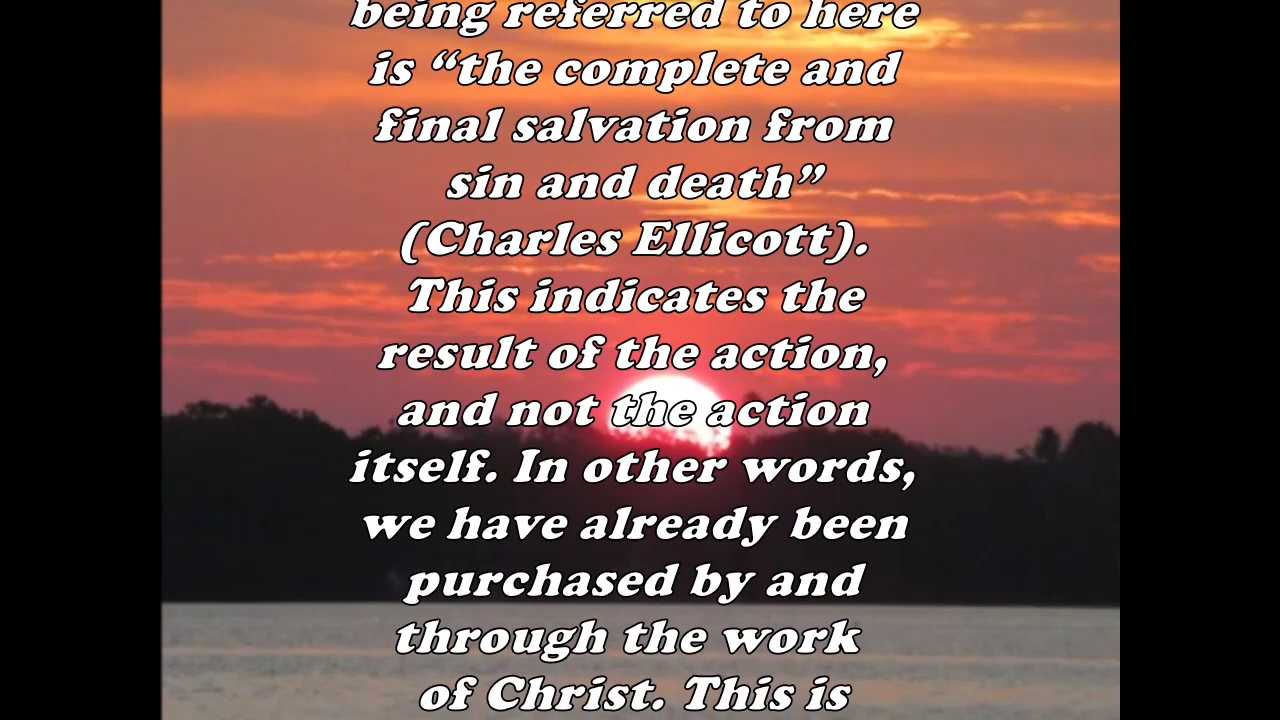 being referred to here
is “the complete and
final salvation from
sin and death”
(Charles Ellicott).
This indicates the
result of the action,
and not the action
itself. In other words,
we have already been
purchased by and
through the work
of Christ. This is